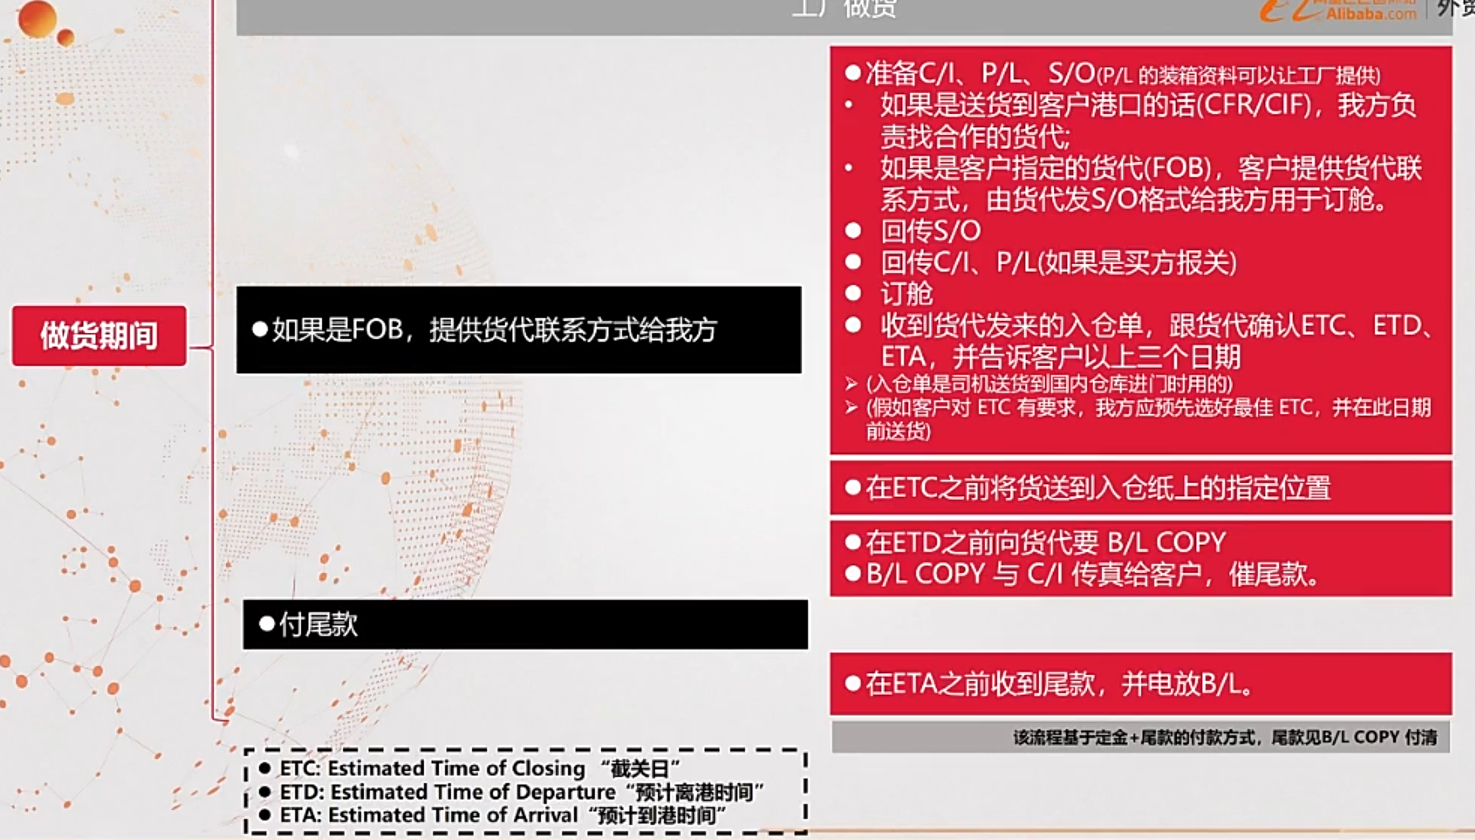 工厂做货
Alibaba.com
外贸
●准备C/I、P/L、S/O(P/L 的装箱资料可以让工厂提供)
• 如果是送货到客户港口的话(CFR/CIF)，我方负
责找合作的货代;
• 如果是客户指定的货代(FOB)，客户提供货代联
系方式，由货代发S/O格式给我方用于订舱。
● 回传S/O
● 回传C/I、P/L(如果是买方报关)
● 订舱
● 收到货代发来的入仓单，跟货代确认ETC、ETD、
ETA，并告诉客户以上三个日期
➢ (入仓单是司机送货到国内仓库进门时用的)
➢ (假如客户对 ETC 有要求，我方应预先选好最佳 ETC，并在此日期
前送货)
做货期间
●如果是FOB，提供货代联系方式给我方
●在ETC之前将货送到入仓纸上的指定位置
●在ETD之前向货代要 B/L COPY
●B/L COPY 与 C/I 传真给客户，催尾款。
●付尾款
●在ETA之前收到尾款，并电放B/L。
该流程基于定金+尾款的付款方式，尾款见B/L COPY 付清
● ETC: Estimated Time of Closing “截关日”
● ETD: Estimated Time of Departure “预计离港时间”
● ETA: Estimated Time of Arrival “预计到港时间”